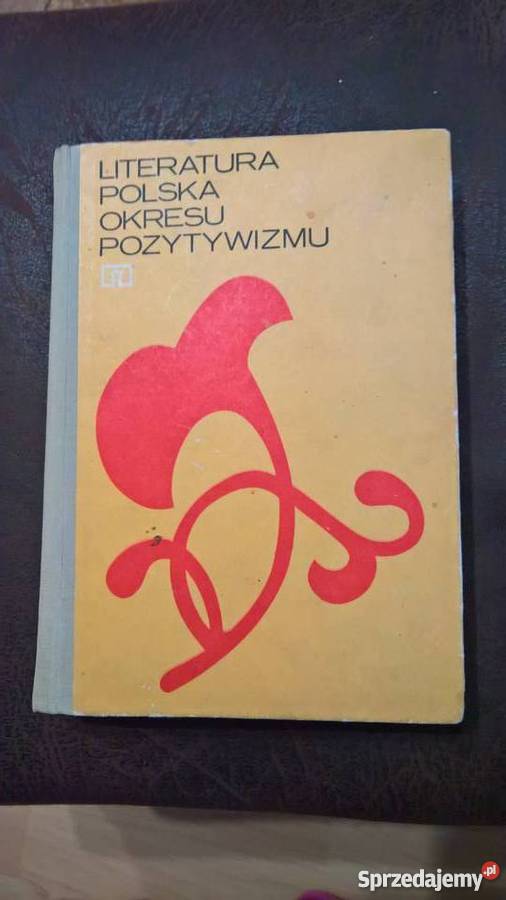 LITERATURA
POLSKA
OKRESU
POZYTYWIZMU
Sprzedajemy.pl